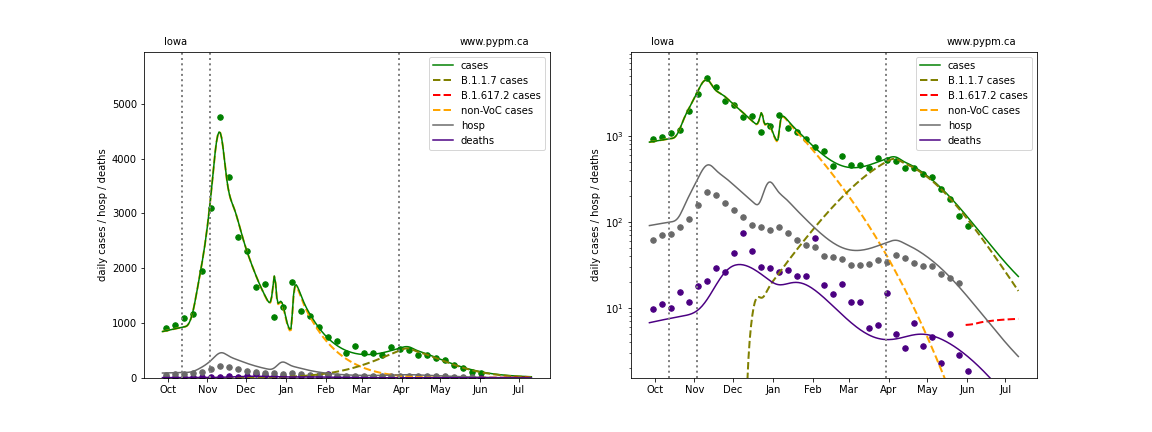 Iowa
www.pypm.ca
daily cases / hosp / deaths
5000
4000
3000
2000
1000
0
Oct
Nov
Dec
Jan
Feb
Mar
Apr
May
Jun
Jul
cases
B.1.1.7 cases
B.1.617.2 cases
non-VoC cases
hosp
deaths
Iowa
www.pypm.ca
daily cases / hosp / deaths
10³
10²
10¹
Oct
Nov
Dec
Jan
Feb
Mar
Apr
May
Jun
Jul
cases
B.1.1.7 cases
B.1.617.2 cases
non-VoC cases
hosp
deaths